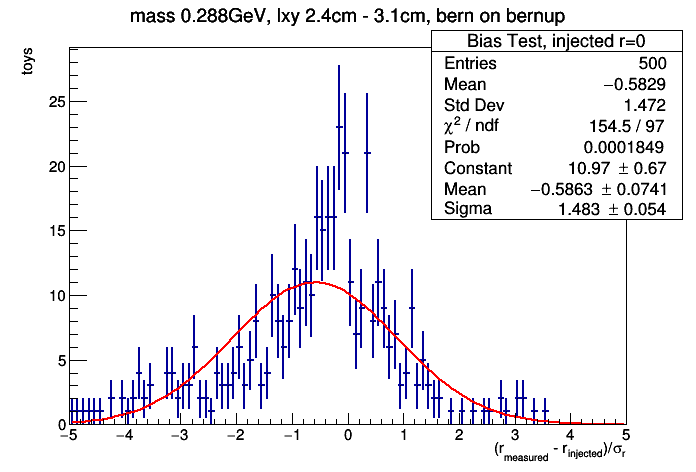 mass 0.288GeV, lxy 2.4cm - 3.1cm, bern on bernup
Bias Test, injected r=0
Entries 500
Mean −0.5829
Std Dev 1.472
χ² / ndf 154.5 / 97
Prob 0.0001849
Constant 10.97 ± 0.67
Mean −0.5863 ± 0.0741
Sigma 1.483 ± 0.054
toys
25
20
15
10
5
0
−5 −4 −3 −2 −1 0 1 2 3 4 5
(r_measured - r_injected)/σ_r